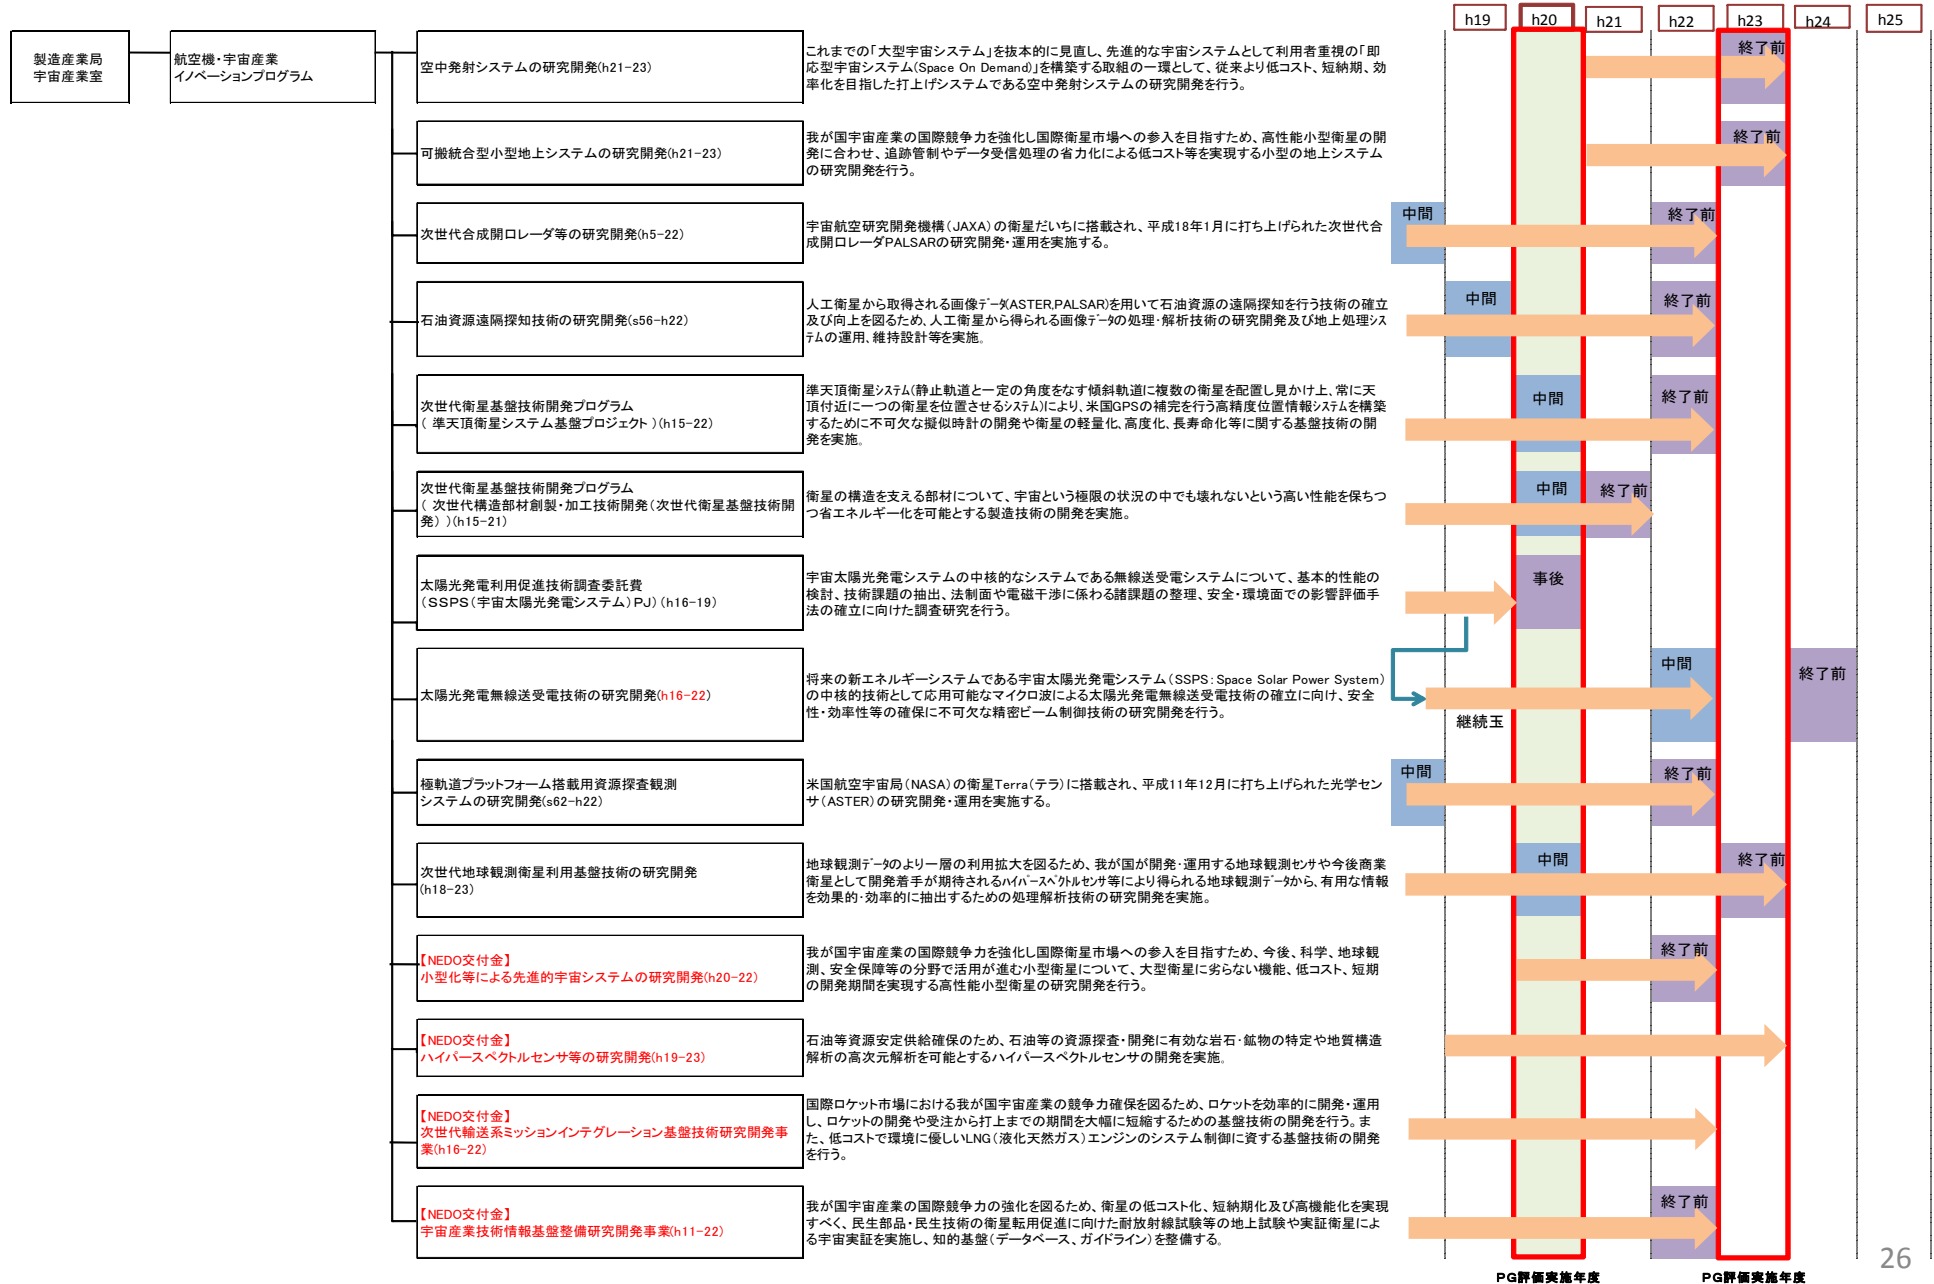 h19
h20
h21
h22
h23
h24
h25
製造産業局
宇宙産業室
航空機・宇宙産業
イノベーションプログラム
空中発射システムの研究開発(h21-23)
これまでの「大型宇宙システム」を抜本的に見直し、先進的な宇宙システムとして利用者重視の「即
応型宇宙システム(Space On Demand)」を構築する取組の一環として、従来より低コスト、短納期、効
率化を目指した打上げシステムである空中発射システムの研究開発を行う。
終了前
可搬統合型小型地上システムの研究開発(h21-23)
我が国宇宙産業の国際競争力を強化し国際衛星市場への参入を目指すため、高性能小型衛星の開
発に合わせ、追跡管制やデータ受信処理の省力化による低コスト等を実現する小型の地上システム
の研究開発を行う。
終了前
次世代合成開口レーダ等の研究開発(h5-22)
宇宙航空研究開発機構(JAXA)の衛星だいちに搭載され、平成18年1月に打ち上げられた次世代合
成開口レーダPALSARの研究開発・運用を実施する。
中間
終了前
石油資源遠隔探知技術の研究開発(s56-h22)
人工衛星から取得される画像データ(ASTER,PALSAR)を用いて石油資源の遠隔探知を行う技術の確立
及び向上を図るため、人工衛星から得られる画像データの処理・解析技術の研究開発及び地上処理シス
テムの運用、維持設計等を実施。
中間
終了前
次世代衛星基盤技術開発プログラム
( 準天頂衛星システム基盤プロジェクト )(h15-22)
準天頂衛星システム(静止軌道と一定の角度をなす傾斜軌道に複数の衛星を配置し見かけ上、常に天
頂付近に一つの衛星を位置させるシステム)により、米国GPSの補完を行う高精度位置情報システムを構築
するために不可欠な擬似時計の開発や衛星の軽量化、高度化、長寿命化等に関する基盤技術の開
発を実施。
中間
終了前
次世代衛星基盤技術開発プログラム
( 次世代構造部材創製・加工技術開発(次世代衛星基盤技術開
発) )(h15-21)
衛星の構造を支える部材について、宇宙という極限の状況の中でも壊れないという高い性能を保ちつ
つ省エネルギー化を可能とする製造技術の開発を実施。
中間
終了前
太陽光発電利用促進技術調査委託費
(SSPS(宇宙太陽光発電システム)PJ) (h16-19)
宇宙太陽光発電システムの中核的なシステムである無線送受電システムについて、基本的性能の
検討、技術課題の抽出、法制面や電磁干渉に係わる諸課題の整理、安全・環境面での影響評価手
法の確立に向けた調査研究を行う。
事後
太陽光発電無線送受電技術の研究開発(h16-22)
将来の新エネルギーシステムである宇宙太陽光発電システム(SSPS：Space Solar Power System)
の中核的技術として応用可能なマイクロ波による太陽光発電無線送受電技術の確立に向け、安全
性・効率性等の確保に不可欠な精密ビーム制御技術の研究開発を行う。
継続玉
中間
終了前
極軌道プラットフォーム搭載用資源探査観測
システムの研究開発(s62-h22)
米国航空宇宙局(NASA)の衛星Terra(テラ)に搭載され、平成11年12月に打ち上げられた光学セン
サ(ASTER)の研究開発・運用を実施する。
中間
終了前
次世代地球観測衛星利用基盤技術の研究開発
(h18-23)
地球観測データのより一層の利用拡大を図るため、我が国が開発・運用する地球観測センサや今後商業
衛星として開発着手が期待されるハイパースペクトルセンサ等により得られる地球観測データから、有用な情報
を効果的・効率的に抽出するための処理解析技術の研究開発を実施。
中間
終了前
【NEDO交付金】
小型化等による先進的宇宙システムの研究開発(h20-22)
我が国宇宙産業の国際競争力を強化し国際衛星市場への参入を目指すため、今後、科学、地球観
測、安全保障等の分野で活用が進む小型衛星について、大型衛星に劣らない機能、低コスト、短期
の開発期間を実現する高性能小型衛星の研究開発を行う。
終了前
【NEDO交付金】
ハイパースペクトルセンサ等の研究開発(h19-23)
石油等資源安定供給確保のため、石油等の資源探査・開発に有効な岩石・鉱物の特定や地質構造
解析の高次元解析を可能とするハイパースペクトルセンサの開発を実施。
【NEDO交付金】
次世代輸送系ミッションインテグレーション基盤技術研究開発事
業(h16-22)
国際ロケット市場における我が国宇宙産業の競争力確保を図るため、ロケットを効率的に開発・運用
し、ロケットの開発や受注から打上までの期間を大幅に短縮するための基盤技術の開発を行う。ま
た、低コストで環境に優しいLNG(液化天然ガス)エンジンのシステム制御に資する基盤技術の開発
を行う。
【NEDO交付金】
宇宙産業技術情報基盤整備研究開発事業(h11-22)
我が国宇宙産業の国際競争力の強化を図るため、衛星の低コスト化、短納期化及び高機能化を実現
すべく、民生部品・民生技術の衛星転用促進に向けた耐放射線試験等の地上試験や実証衛星によ
る宇宙実証を実施し、知的基盤(データベース、ガイドライン)を整備する。
終了前
PG評価実施年度
PG評価実施年度
26